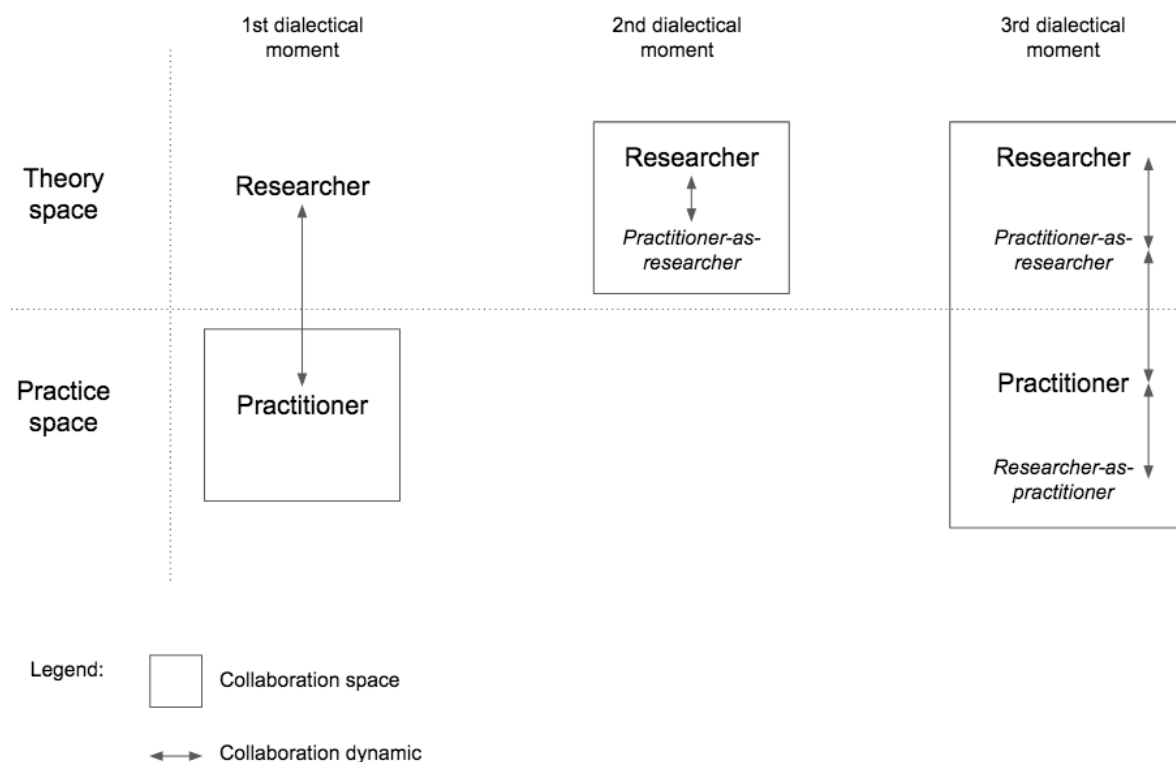 1st dialectical
moment
2nd dialectical
moment
3rd dialectical
moment
Theory
space
Researcher
Researcher
Practitioner-as-
researcher
Researcher
Practitioner-as-
researcher
Practice
space
Practitioner
Practitioner
Researcher-as-
practitioner
Legend:
Collaboration space
Collaboration dynamic